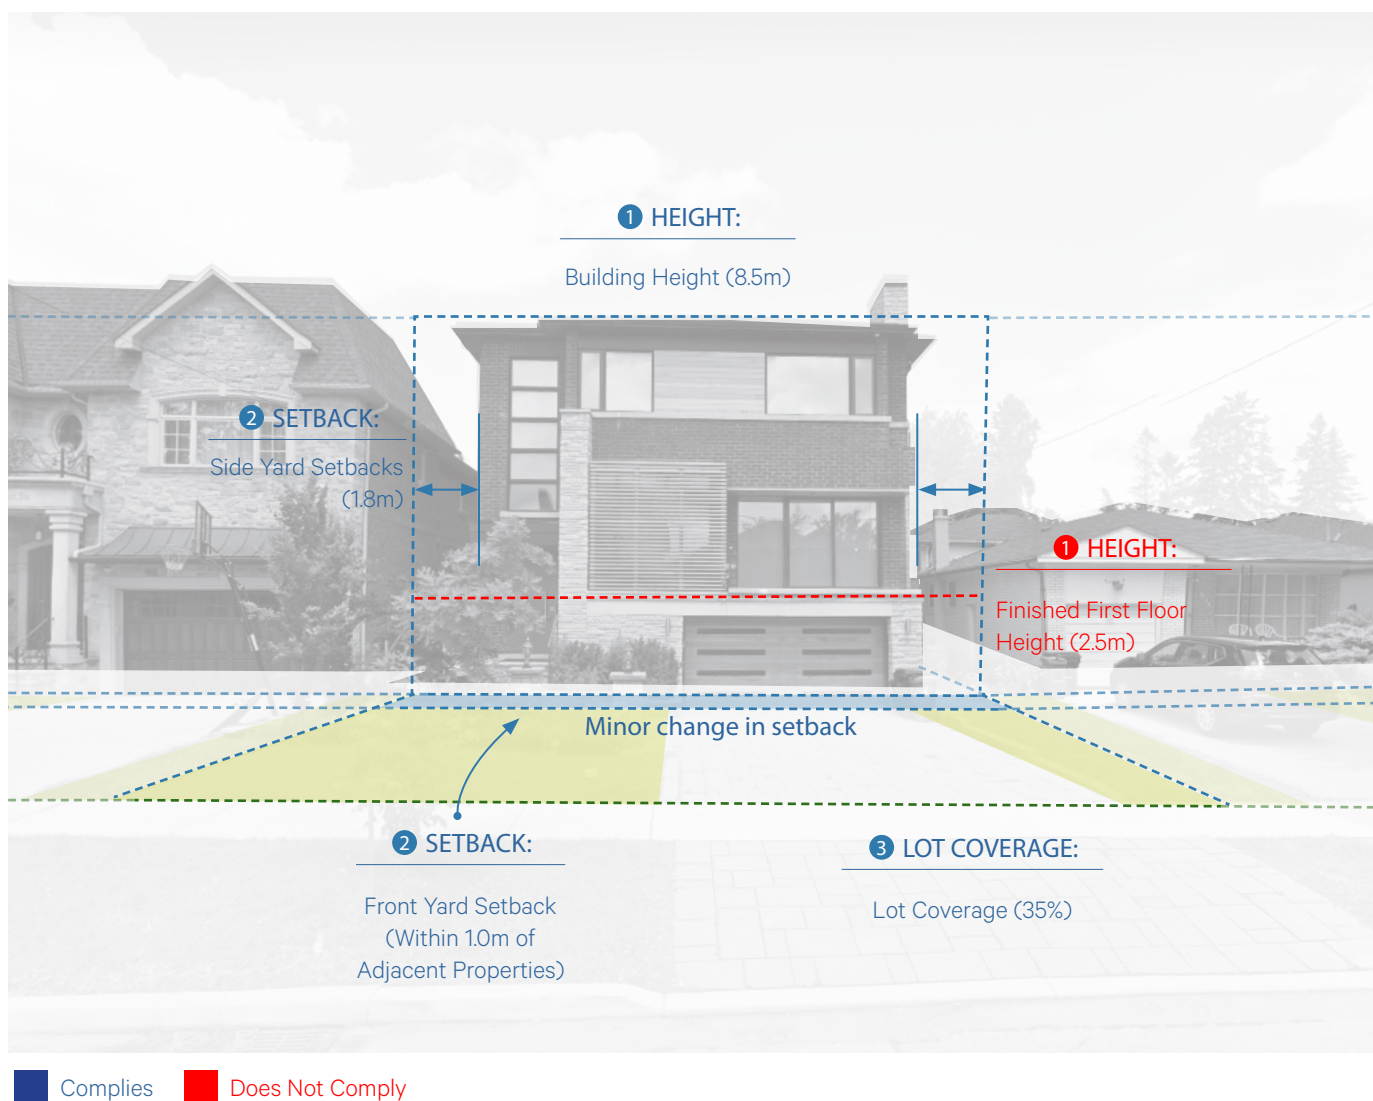 1 HEIGHT:
Building Height (8.5m)
2 SETBACK:
Side Yard Setbacks
(1.8m)
1 HEIGHT:
Finished First Floor
Height (2.5m)
Minor change in setback
2 SETBACK:
Front Yard Setback
(Within 1.0m of
Adjacent Properties)
3 LOT COVERAGE:
Lot Coverage (35%)
Complies
Does Not Comply